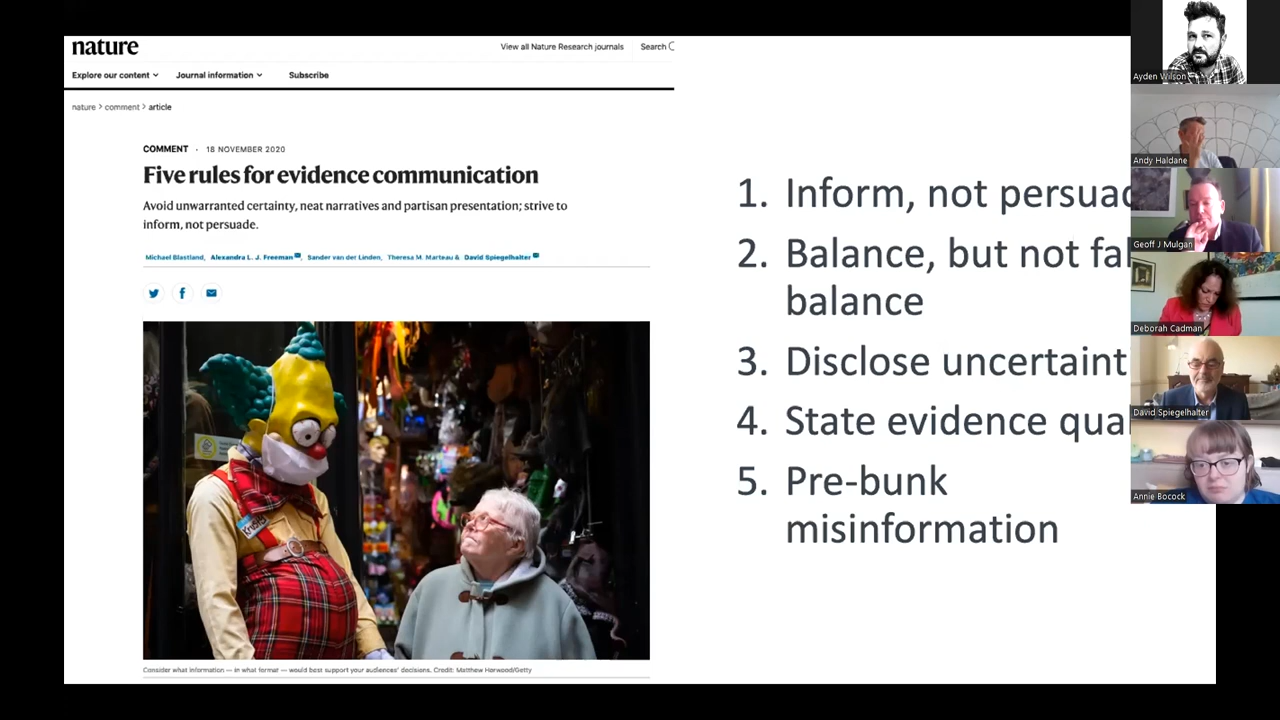 nature
View all Nature Research journals
Search
Explore our content
Journal information
Subscribe
nature > comment > article
COMMENT · 18 NOVEMBER 2020
Five rules for evidence communication
Avoid unwarranted certainty, neat narratives and partisan presentation; strive to
inform, not persuade.
Michael Blastland, Alexandra L. J. Freeman, Sander van der Linden, Theresa M. Marteau & David Spiegelhalter
Consider what information — in what format — would best support your audiences' decisions. Credit: Matthew Horwood/Getty
1. Inform, not persuad
2. Balance, but not fal
balance
3. Disclose uncertaint
4. State evidence qua
5. Pre-bunk
misinformation
Ayden Wilson
Andy Haldane
Geoff J Mulgan
Deborah Cadman
David Spiegelhalter
Annie Bocock